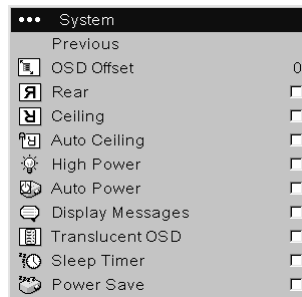 ••• System
Previous
OSD Offset 0
Rear
Ceiling
Auto Ceiling
High Power
Auto Power
Display Messages
Translucent OSD
Sleep Timer
Power Save